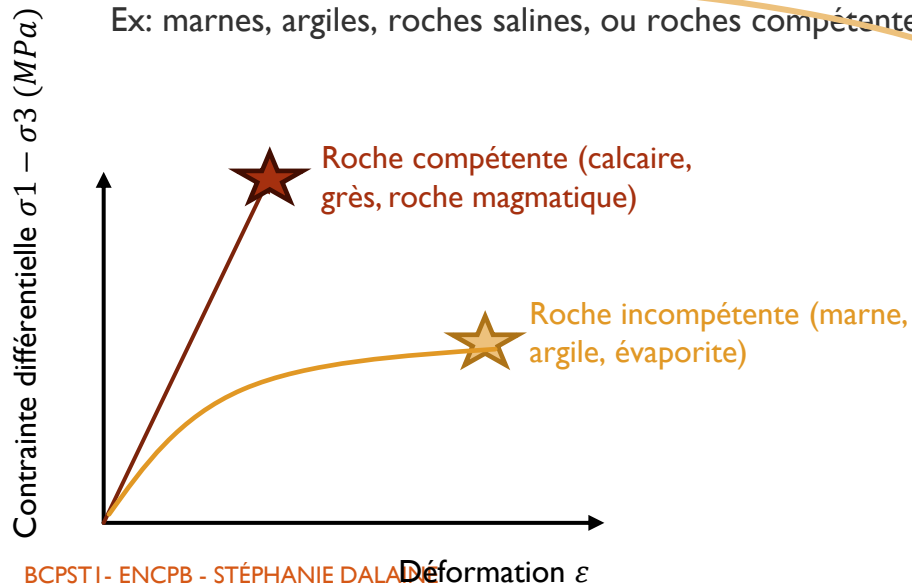 Ex: marnes, argiles, roches salines, ou roches compétente
Contrainte différentielle σ1 − σ3 (MPa)
Roche compétente (calcaire,
grès, roche magmatique)
Roche incompétente (marne,
argile, évaporite)
BCPST1- ENCPB - STÉPHANIE DALAINE
Déformation ε